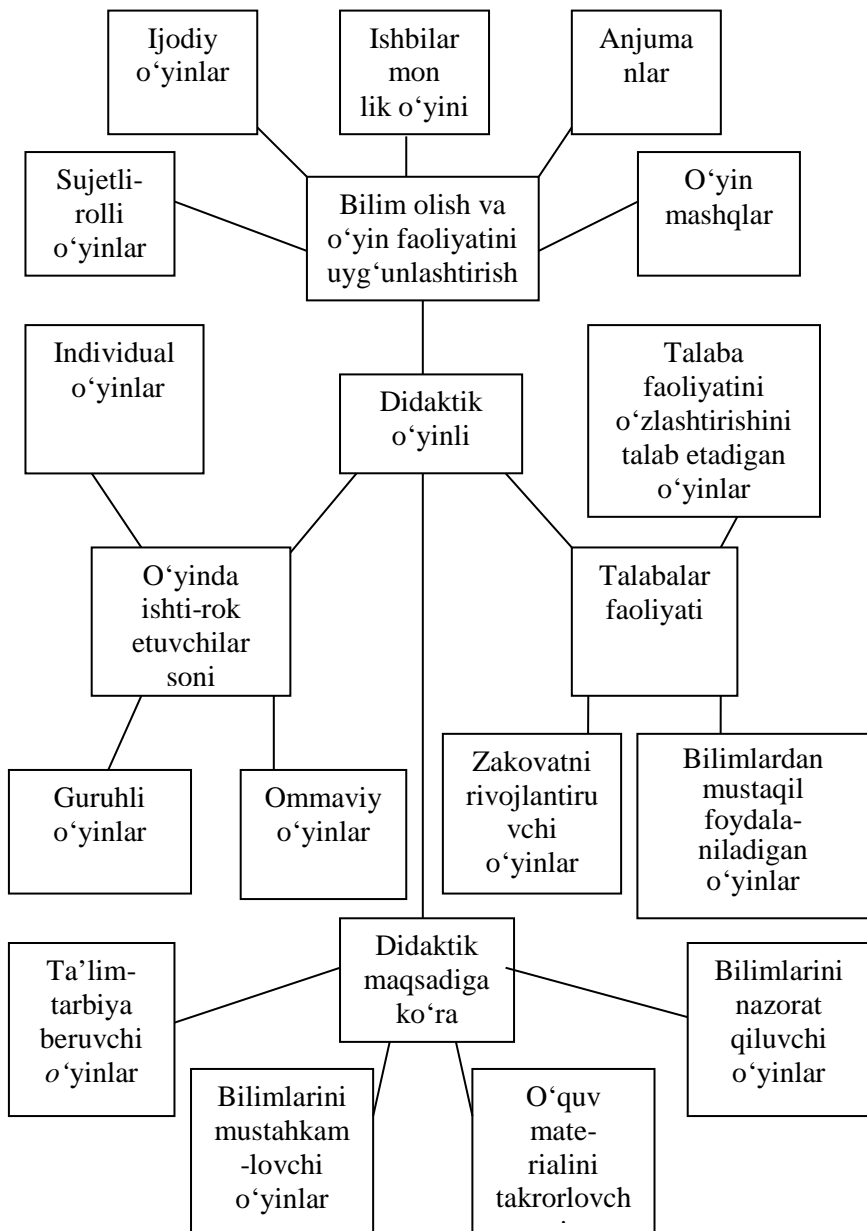 Ijodiy
o‘yinlar
Ishbilar
mon
lik o‘yini
Anjuma
nlar
Sujetli-
rolli
o‘yinlar
Bilim olish va
o‘yin faoliyatini
uyg‘unlashtirish
O‘yin
mashqlar
Individual
o‘yinlar
Didaktik
o‘yinli
Talaba
faoliyatini
o‘zlashtirishini
talab etadigan
o‘yinlar
O‘yinda
ishti-rok
etuvchilar
soni
Talabalar
faoliyati
Guruhli
o‘yinlar
Ommaviy
o‘yinlar
Zakovatni
rivojlantiru
vchi
o‘yinlar
Bilimlardan
mustaqil
foydala-
niladigan
o‘yinlar
Ta’lim-
tarbiya
beruvchi
o‘yinlar
Didaktik
maqsadiga
ko‘ra
Bilimlarini
nazorat
qiluvchi
o‘yinlar
Bilimlarini
mustahkam
-lovchi
o‘yinlar
O‘quv
mate-
rialini
takrorlovch